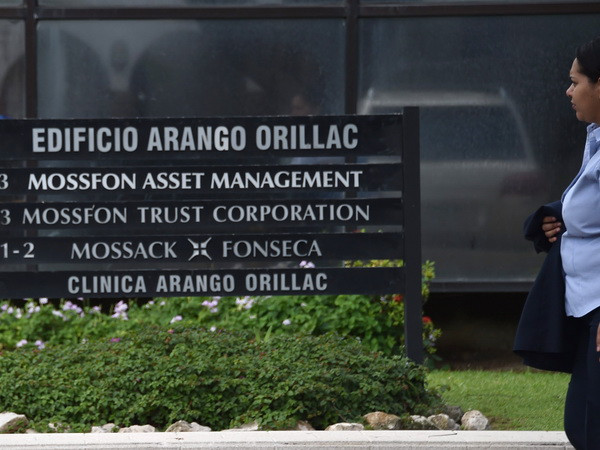 EDIFICIO ARANGO ORILLAC
3 MOSSFON ASSET MANAGEMENT
3 MOSSFON TRUST CORPORATION
1-2 MOSSACK FONSECA
CLINICA ARANGO ORILLAC